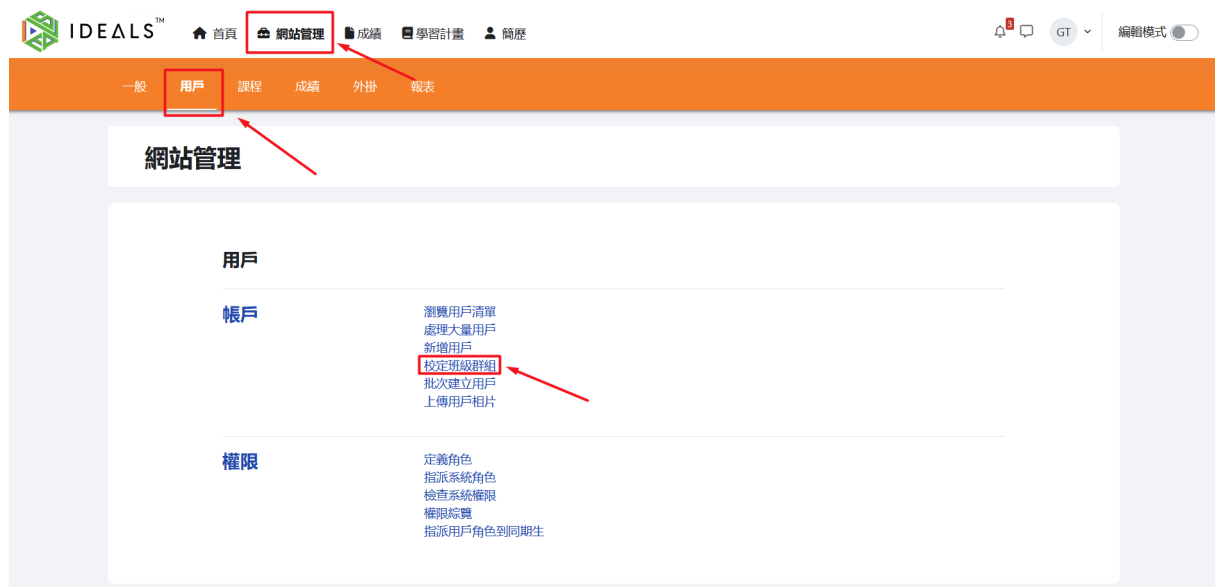 IDEALS™ 首頁 網站管理 成績 學習計畫 簡歷 3 GT 編輯模式
一般 用戶 課程 成績 外掛 報表
網站管理
用戶
帳戶
瀏覽用戶清單
處理大量用戶
新增用戶
校定班級群組
批次建立用戶
上傳用戶相片
權限
定義角色
指派系統角色
檢查系統權限
權限綜覽
指派用戶角色到同期生